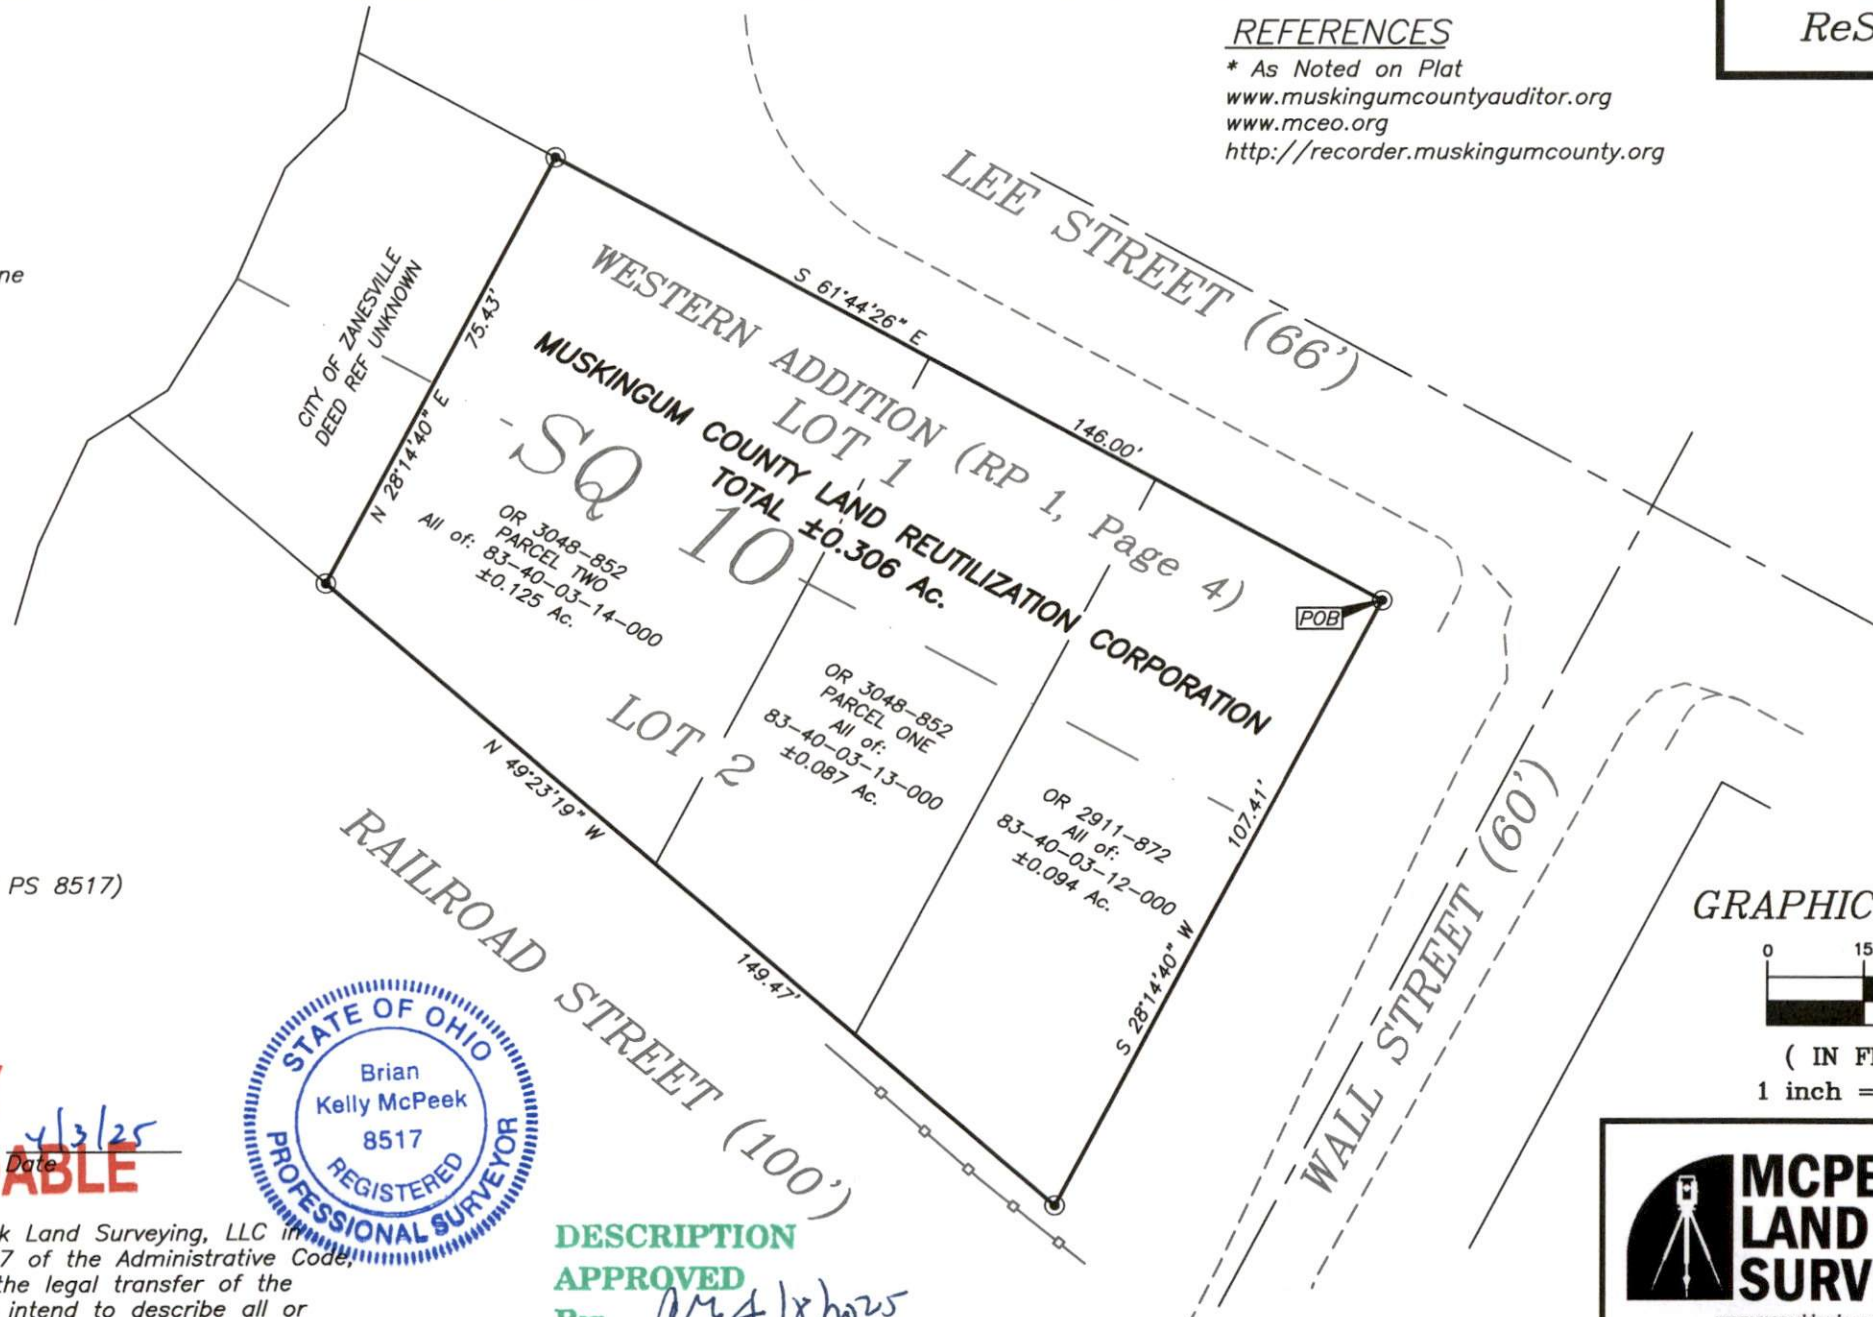 REFERENCES
* As Noted on Plat
www.muskingumcountyauditor.org
www.mceo.org
http://recorder.muskingumcounty.org
ReS
ne
LEE STREET (66')
CITY OF ZANESVILLE
DEED REF UNKNOWN
75.43'
N 28°14'40" E
S 61°44'26" E
146.00'
WESTERN ADDITION (RP 1, Page 4)
LOT 1
MUSKINGUM COUNTY LAND REUTILIZATION CORPORATION
TOTAL ±0.306 Ac.
SQ 10
OR 3048-852
PARCEL TWO
All of: 83-40-03-14-000
±0.125 Ac.
POB
LOT 2
OR 3048-852
PARCEL ONE
All of:
83-40-03-13-000
±0.087 Ac.
OR 2911-872
All of:
83-40-03-12-000
±0.094 Ac.
107.41'
S 28°14'40" W
N 49°23'19" W
149.47'
RAILROAD STREET (100')
WALL STREET (60')
PS 8517)
GRAPHIC
0 15
( IN F
1 inch =
STATE OF OHIO
Brian
Kelly McPeek
8517
REGISTERED
PROFESSIONAL SURVEYOR
4/3/25
Date
ABLE
k Land Surveying, LLC in
7 of the Administrative Code,
the legal transfer of the
intend to describe all or
DESCRIPTION
APPROVED
By
MCPE
LAND
SURV